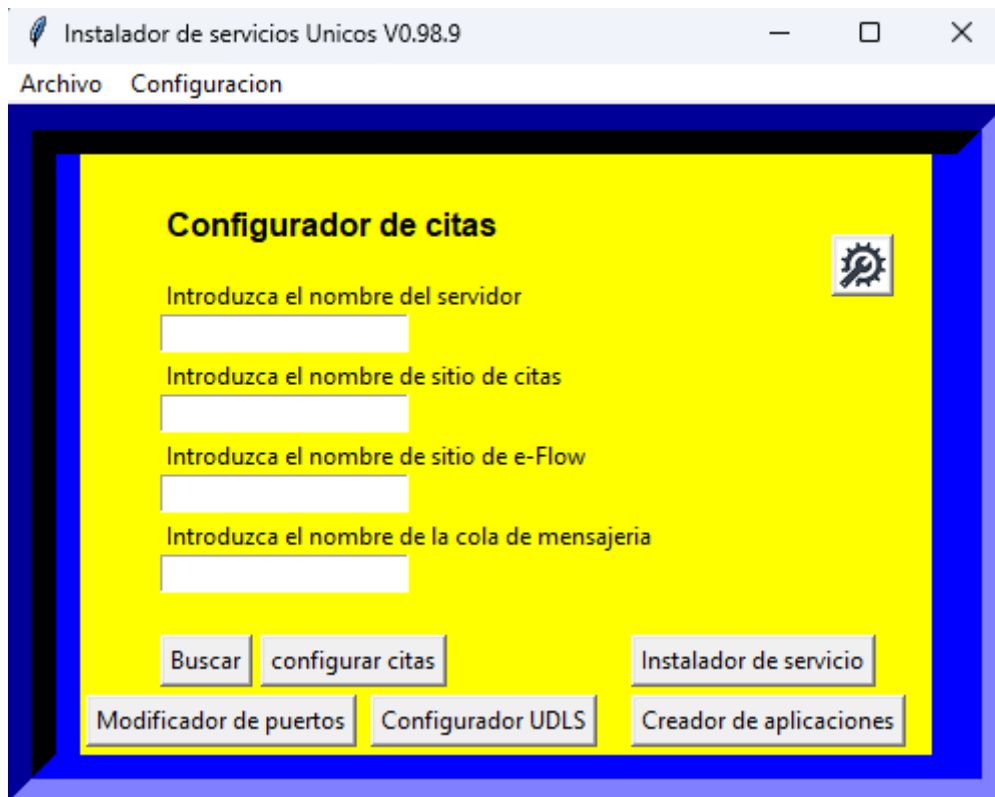 Instalador de servicios Unicos V0.98.9
Archivo Configuracion
Configurador de citas
Introduzca el nombre del servidor
Introduzca el nombre de sitio de citas
Introduzca el nombre de sitio de e-Flow
Introduzca el nombre de la cola de mensajeria
Buscar configurar citas Instalador de servicio
Modificador de puertos Configurador UDLS Creador de aplicaciones